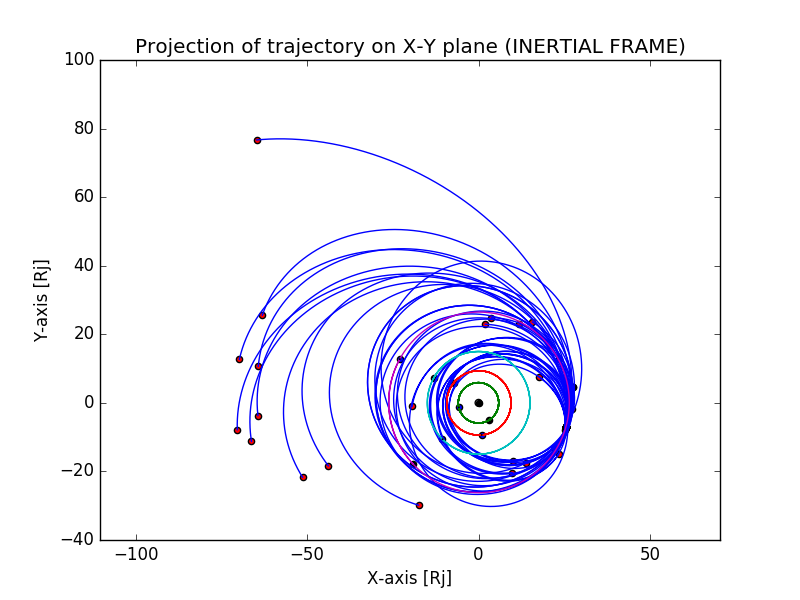 Projection of trajectory on X-Y plane (INERTIAL FRAME)
100
80
60
40
20
0
−20
−40
Y-axis [Rj]
−100 −50 0 50
X-axis [Rj]